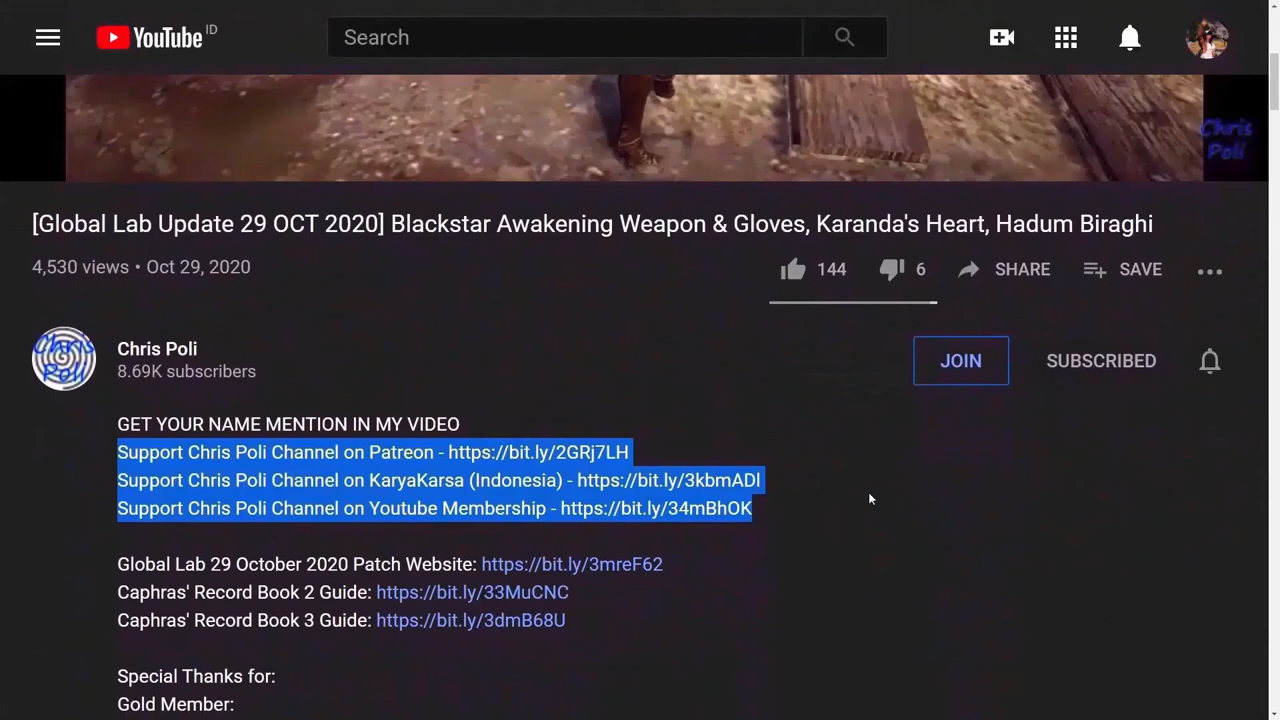 YouTube ID
Search
Chris
Poli
[Global Lab Update 29 OCT 2020] Blackstar Awakening Weapon & Gloves, Karanda's Heart, Hadum Biraghi
4,530 views • Oct 29, 2020
144 6 SHARE SAVE
Chris Poli
Chris Poli
8.69K subscribers
JOIN SUBSCRIBED
GET YOUR NAME MENTION IN MY VIDEO
Support Chris Poli Channel on Patreon - https://bit.ly/2GRj7LH
Support Chris Poli Channel on KaryaKarsa (Indonesia) - https://bit.ly/3kbmADl
Support Chris Poli Channel on Youtube Membership - https://bit.ly/34mBhOK
Global Lab 29 October 2020 Patch Website: https://bit.ly/3mreF62
Caphras' Record Book 2 Guide: https://bit.ly/33MuCNC
Caphras' Record Book 3 Guide: https://bit.ly/3dmB68U
Special Thanks for:
Gold Member: